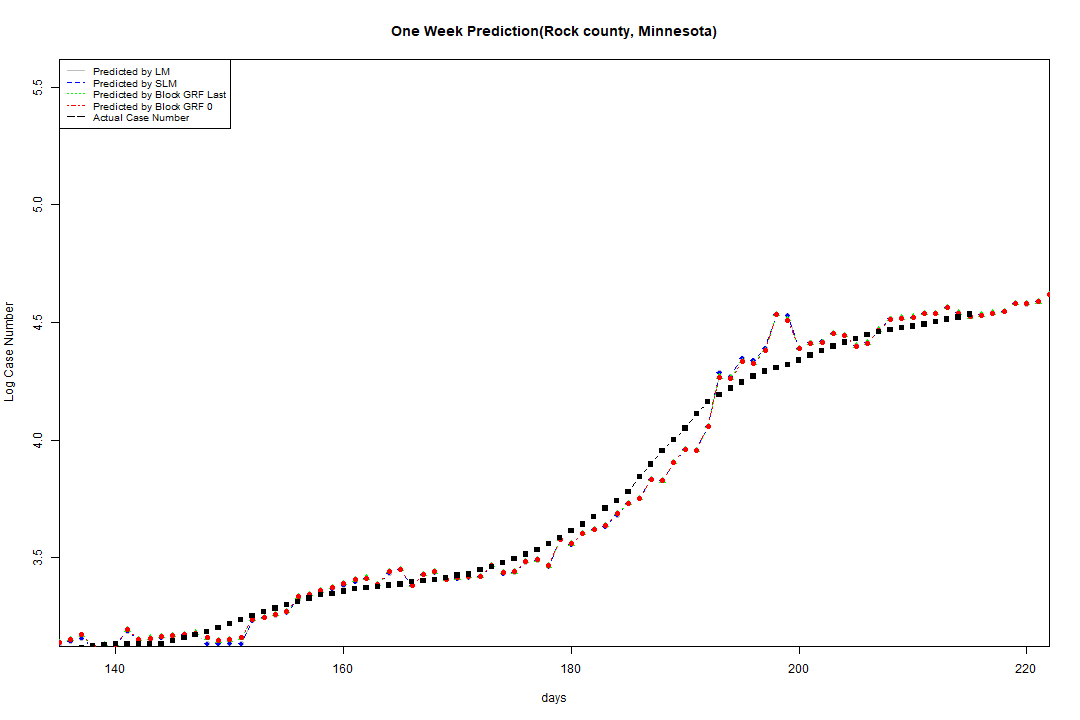 One Week Prediction(Rock county, Minnesota)
Predicted by LM
Predicted by SLM
Predicted by Block GRF Last
Predicted by Block GRF 0
Actual Case Number
5.5
5.0
4.5
4.0
3.5
Log Case Number
140 160 180 200 220
days